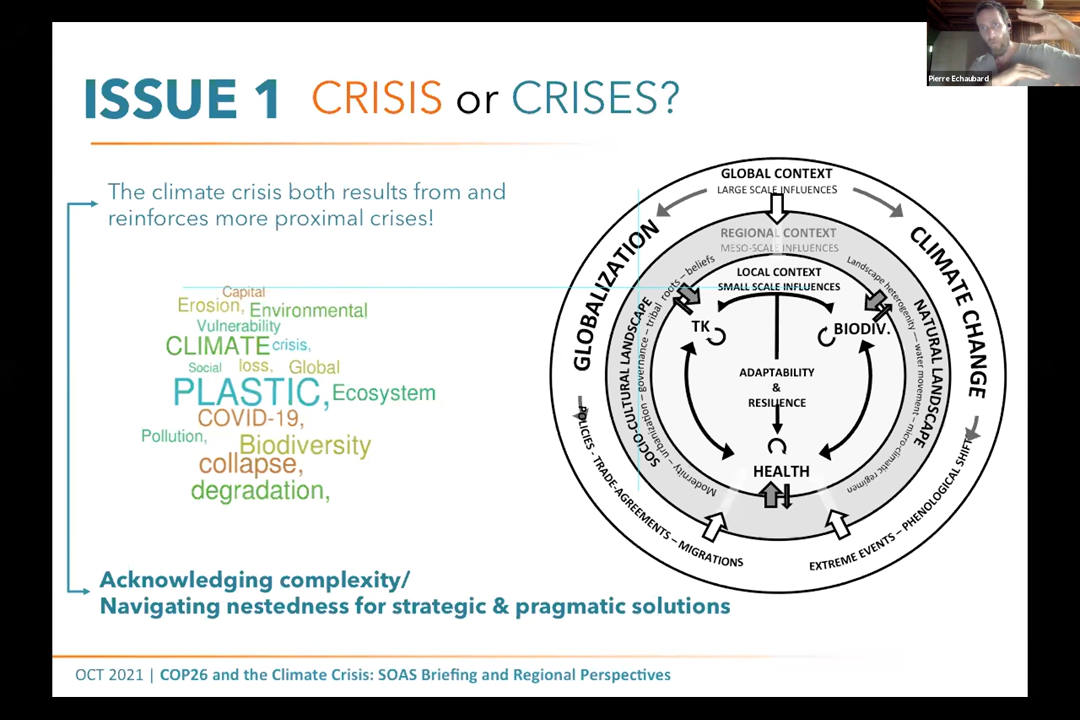 Pierre Echaubard
ISSUE 1 CRISIS or CRISES?
The climate crisis both results from and
reinforces more proximal crises!
Capital
Erosion, Environmental
Vulnerability
CLIMATE crisis,
Social loss, Global
PLASTIC, Ecosystem
COVID-19,
Pollution, Biodiversity
collapse,
degradation,
GLOBAL CONTEXT
LARGE SCALE INFLUENCES
GLOBALIZATION
CLIMATE CHANGE
REGIONAL CONTEXT
MESO-SCALE INFLUENCES
LOCAL CONTEXT
SMALL SCALE INFLUENCES
SOCIO-CULTURAL LANDSCAPE
Modernity – urbanization – governance – tribal roots – beliefs
NATURAL LANDSCAPE
Landscape heterogenity — water movement – micro-climatic regimen
TK
BIODIV.
ADAPTABILITY
&
RESILIENCE
HEALTH
POLICIES - TRADE-AGREEMENTS – MIGRATIONS
EXTREME EVENTS – PHENOLOGICAL SHIFT
Acknowledging complexity/
Navigating nestedness for strategic & pragmatic solutions
OCT 2021 | COP26 and the Climate Crisis: SOAS Briefing and Regional Perspectives